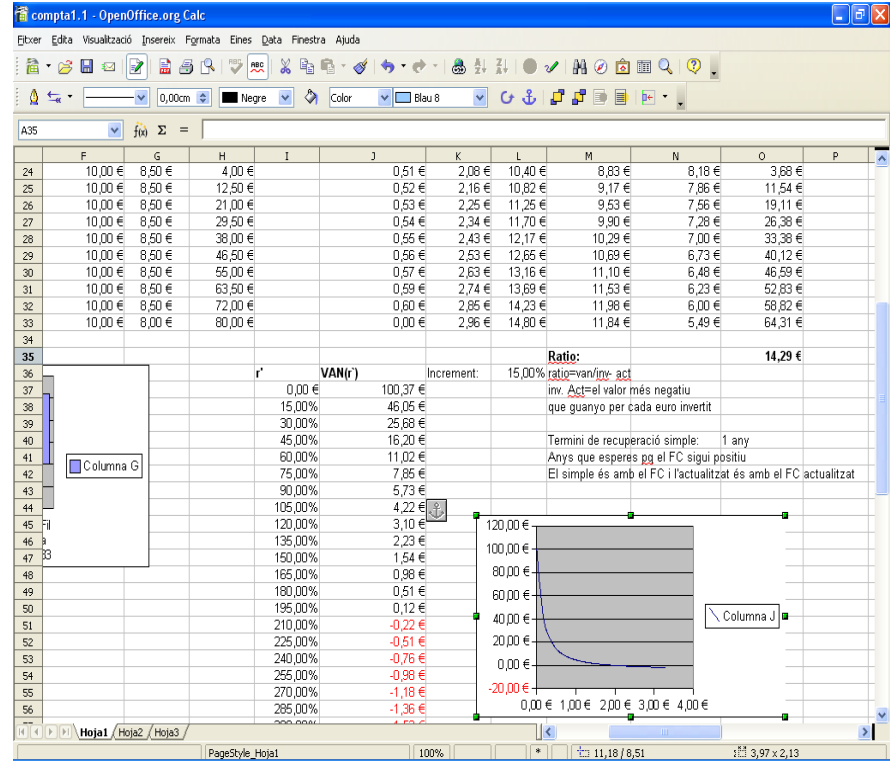 compta1.1 - OpenOffice.org Calc
Fitxer Edita Visualització Insereix Formata Eines Data Finestra Ajuda
ABC ABC
0,00cm Negre Color Blau 8
A35 f(x) Σ =
F G H I J K L M N O P
24 10,00 € 8,50 € 4,00 € 0,51 € 2,08 € 10,40 € 8,83 € 8,18 € 3,68 €
25 10,00 € 8,50 € 12,50 € 0,52 € 2,16 € 10,82 € 9,17 € 7,86 € 11,54 €
26 10,00 € 8,50 € 21,00 € 0,53 € 2,25 € 11,25 € 9,53 € 7,56 € 19,11 €
27 10,00 € 8,50 € 29,50 € 0,54 € 2,34 € 11,70 € 9,90 € 7,28 € 26,38 €
28 10,00 € 8,50 € 38,00 € 0,55 € 2,43 € 12,17 € 10,29 € 7,00 € 33,38 €
29 10,00 € 8,50 € 46,50 € 0,56 € 2,53 € 12,65 € 10,69 € 6,73 € 40,12 €
30 10,00 € 8,50 € 55,00 € 0,57 € 2,63 € 13,16 € 11,10 € 6,48 € 46,59 €
31 10,00 € 8,50 € 63,50 € 0,59 € 2,74 € 13,69 € 11,53 € 6,23 € 52,83 €
32 10,00 € 8,50 € 72,00 € 0,60 € 2,85 € 14,23 € 11,98 € 6,00 € 58,82 €
33 10,00 € 8,00 € 80,00 € 0,00 € 2,96 € 14,80 € 11,84 € 5,49 € 64,31 €
34
35 Ratio: 14,29 €
36 r' VAN(r') Increment: 15,00% ratio=van/inv- act
37 0,00 € 100,37 € inv. Act=el valor més negatiu
38 15,00% 46,05 € que guanyo per cada euro invertit
39 30,00% 25,68 €
40 45,00% 16,20 € Termini de recuperació simple: 1 any
41 60,00% 11,02 € Anys que esperes pg el FC sigui positiu
42 75,00% 7,85 € El simple és amb el FC i l'actualitzat és amb el FC actualitzat
Columna G
43 90,00% 5,73 €
44 105,00% 4,22 €
45 120,00% 3,10 €
46 135,00% 2,23 €
47 150,00% 1,54 €
48 165,00% 0,98 €
49 180,00% 0,51 €
50 195,00% 0,12 €
51 210,00% -0,22 €
52 225,00% -0,51 €
53 240,00% -0,76 €
54 255,00% -0,98 €
55 270,00% -1,18 €
56 285,00% -1,36 €
Fil
a
33
120,00 €
100,00 €
80,00 €
60,00 €
40,00 €
20,00 €
0,00 €
-20,00 €
0,00 € 1,00 € 2,00 € 3,00 € 4,00 €
Columna J
Hoja1 Hoja2 Hoja3
PageStyle_Hoja1 100% * 11,18 / 8,51 3,97 x 2,13